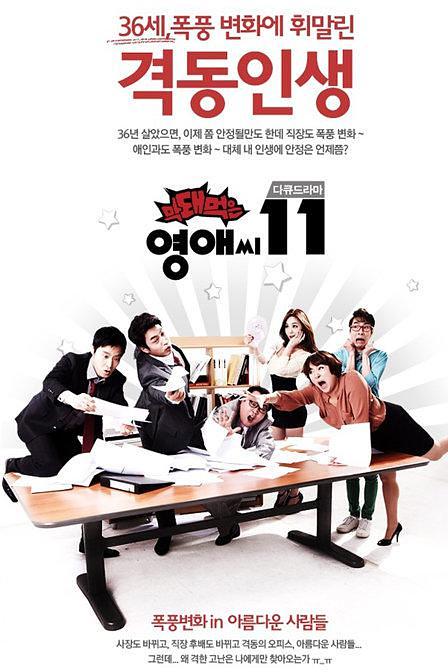 36세, 폭풍 변화에 휘말린
격동인생
36년 살았으면, 이제 쫌 안정될만도 한데 직장도 폭풍 변화 ~
애인과도 폭풍 변화 ~ 대체 내 인생에 안정은 언제쯤?
다큐드라마
막돼먹은
영애씨 11
폭풍변화 in 아름다운 사람들
사장도 바뀌고, 직장 후배도 바뀌고 격동의 오피스, 아름다운 사람들...
그런데... 왜 격한 고난은 나에게만 찾아오는가 ㅠ_ㅠ